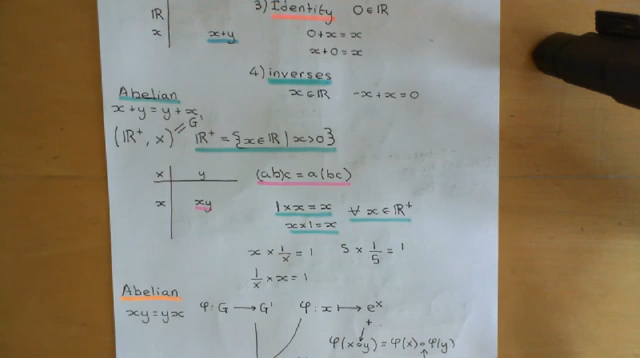 3) Identity 0 ∈ ℝ
ℝ
x x+y 0+x=x
x+0=x
4) inverses
x ∈ ℝ -x+x=0
Abelian
x+y=y+x
(ℝ⁺, ×) = G' ℝ⁺ = {x ∈ ℝ | x>0}
× y (ab)c = a(bc)
x xy 1×x=x ∀ x ∈ ℝ⁺
x×1=x
x × 1/x = 1 5 × 1/5 = 1
1/x × x = 1
Abelian
xy=yx φ: G → G' φ: x ↦ e^x
+
φ(x∘y) = φ(x)∘φ(y)